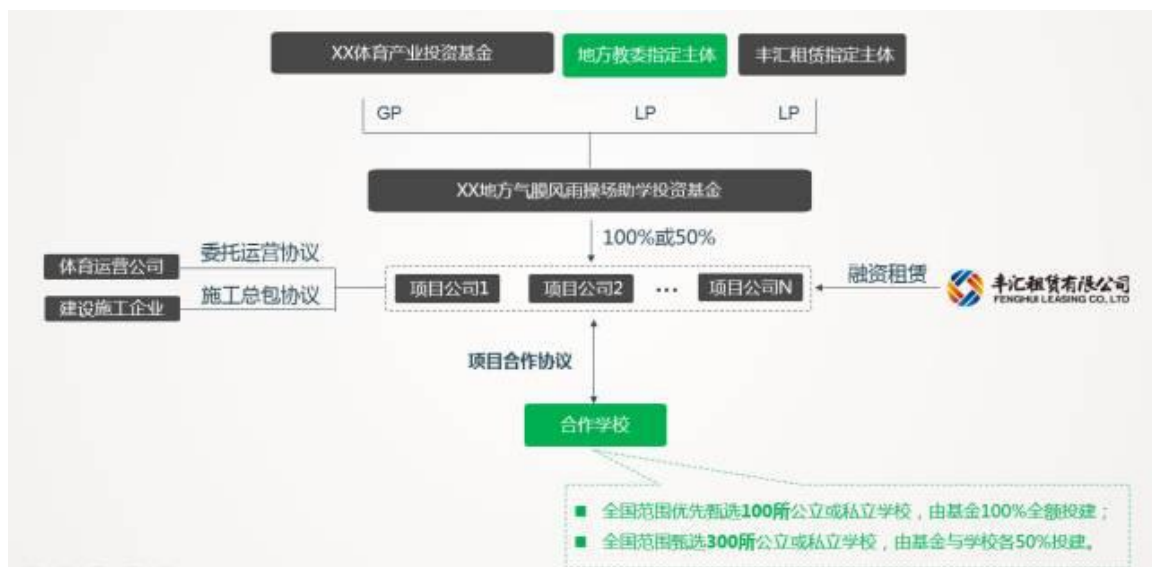 XX体育产业投资基金
地方教委指定主体
丰汇租赁指定主体
GP
LP
LP
XX地方气膜风雨操场助学投资基金
100%或50%
体育运营公司
委托运营协议
建设施工企业
施工总包协议
项目公司1
项目公司2
...
项目公司N
融资租赁
丰汇租赁有限公司
FENGHUI LEASING CO., LTD
项目合作协议
合作学校
■ 全国范围优先甄选100所公立或私立学校，由基金100%全额投建；
■ 全国范围甄选300所公立或私立学校，由基金与学校各50%投建。